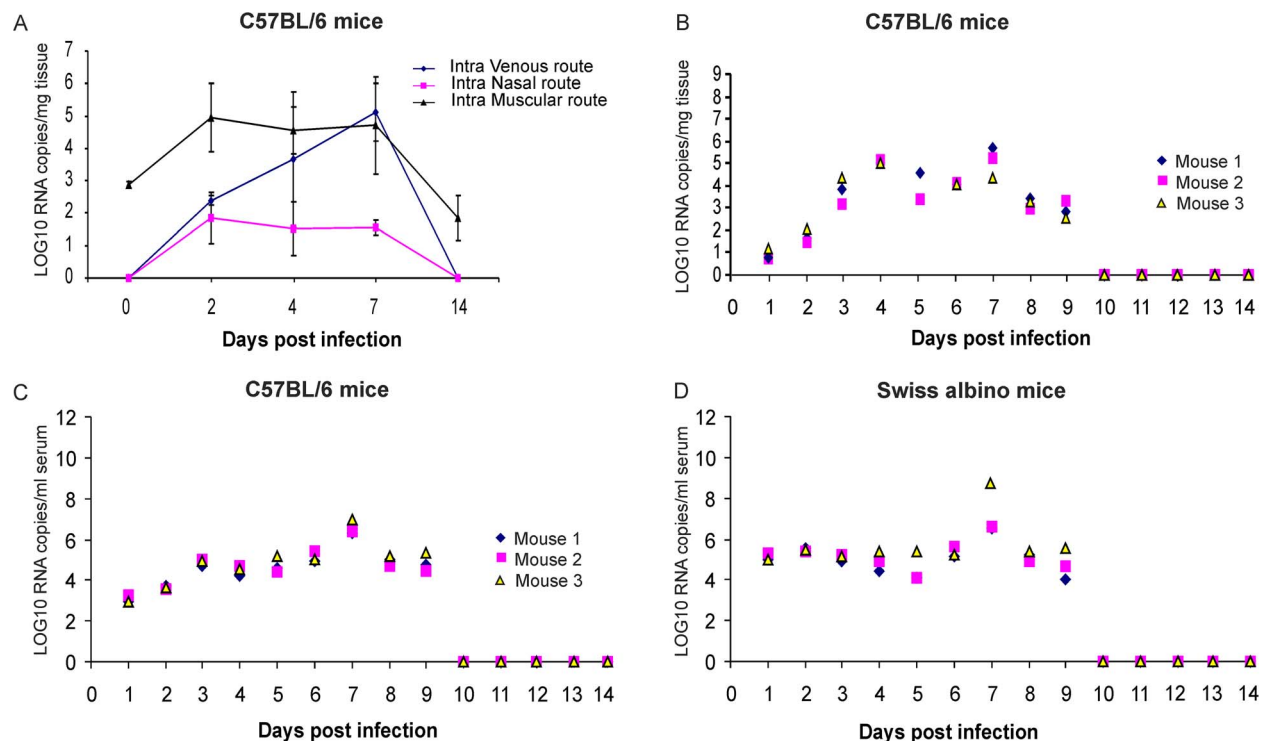 A
C57BL/6 mice
LOG10 RNA copies/mg tissue
7
6
5
4
3
2
1
0
Intra Venous route
Intra Nasal route
Intra Muscular route
0 2 4 7 14
Days post infection
B
C57BL/6 mice
LOG10 RNA copies/mg tissue
9
8
7
6
5
4
3
2
1
0
Mouse 1
Mouse 2
Mouse 3
0 1 2 3 4 5 6 7 8 9 10 11 12 13 14
Days post infection
C
C57BL/6 mice
LOG10 RNA copies/ml serum
12
10
8
6
4
2
0
Mouse 1
Mouse 2
Mouse 3
0 1 2 3 4 5 6 7 8 9 10 11 12 13 14
Days post infection
D
Swiss albino mice
LOG10 RNA copies/ml serum
12
10
8
6
4
2
0
0 1 2 3 4 5 6 7 8 9 10 11 12 13 14
Days post infection